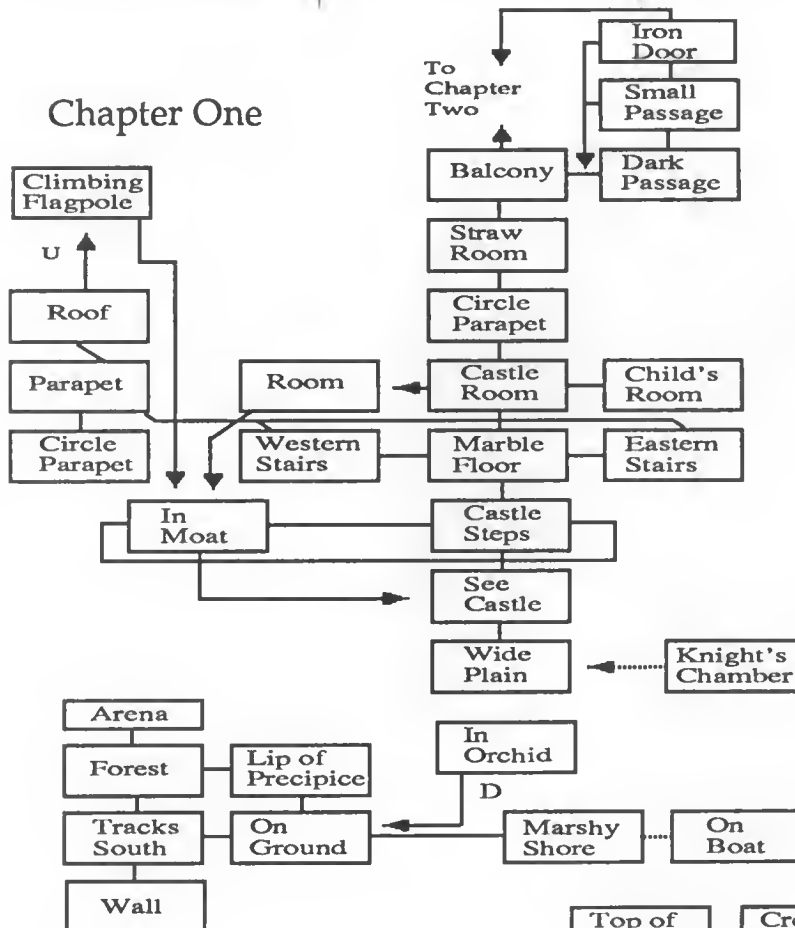 Iron
Door
To
Chapter
Two
Small
Passage
Chapter One
Balcony
Dark
Passage
Climbing
Flagpole
U
Straw
Room
Roof
Circle
Parapet
Parapet
Room
Castle
Room
Child's
Room
Circle
Parapet
Western
Stairs
Marble
Floor
Eastern
Stairs
In
Moat
Castle
Steps
See
Castle
Wide
Plain
Knight's
Chamber
Arena
In
Orchid
Forest
Lip of
Precipice
D
Tracks
South
On
Ground
Marshy
Shore
On
Boat
Wall
Top of